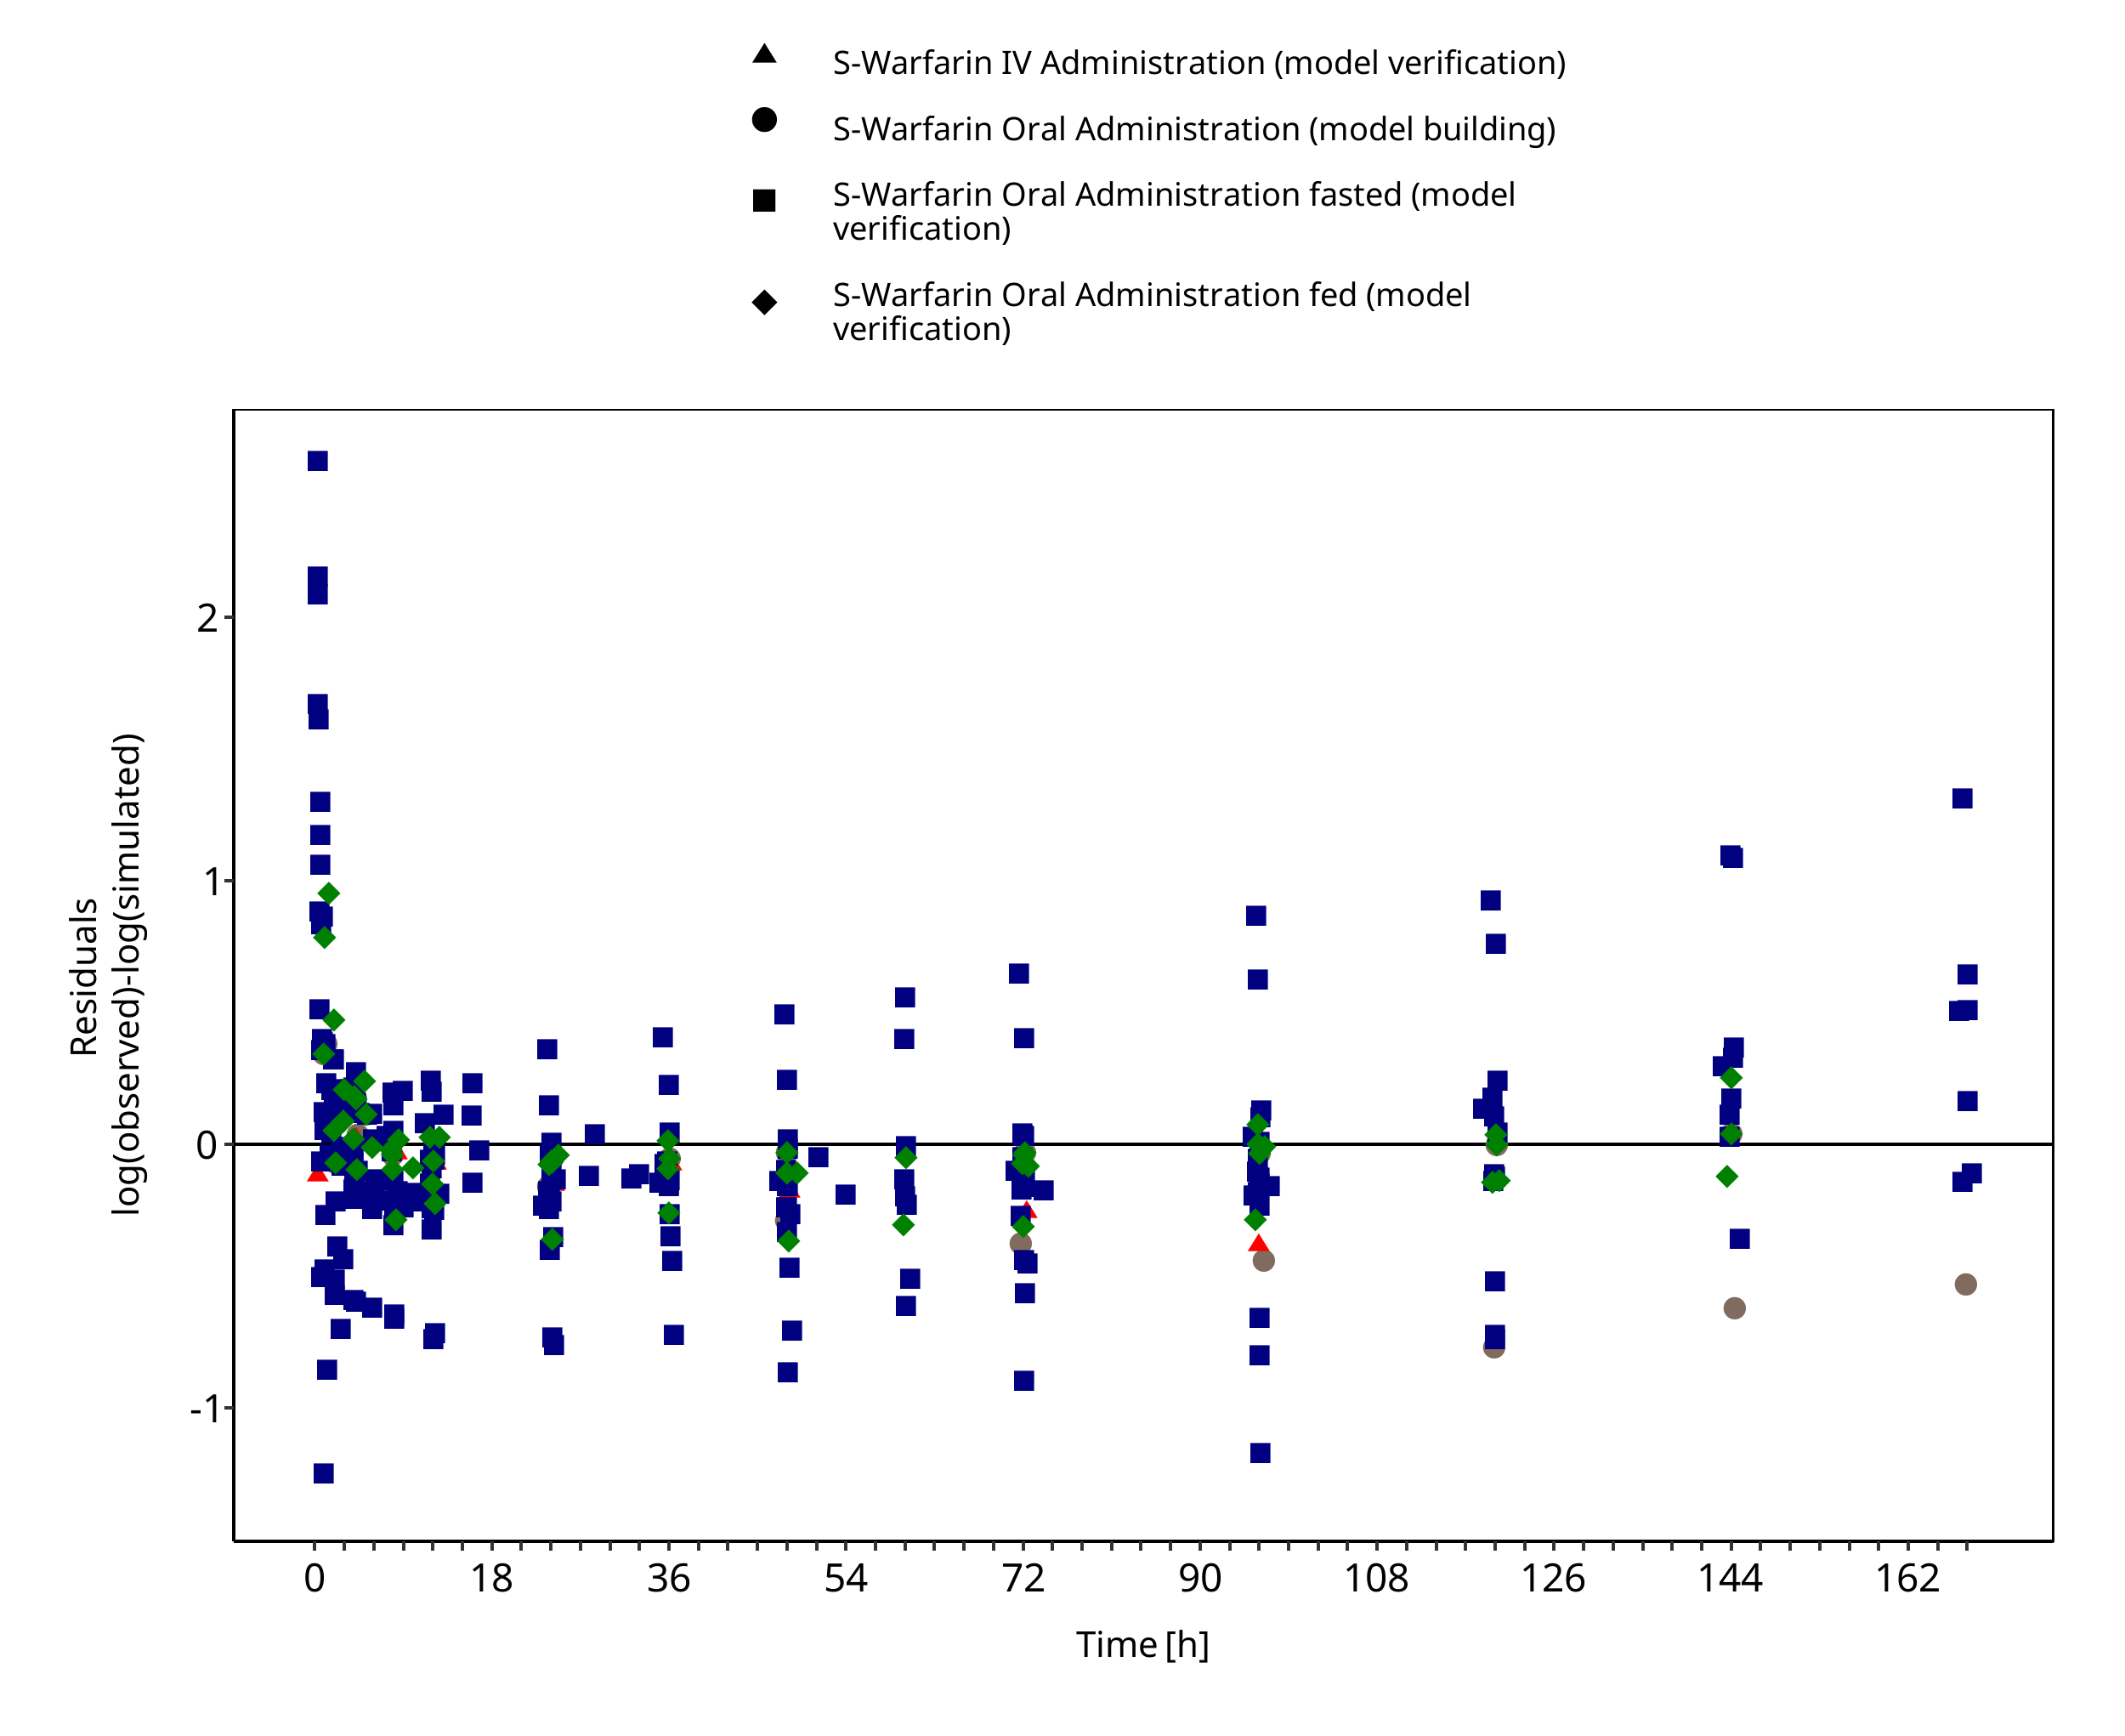 S-Warfarin IV Administration (model verification)
S-Warfarin Oral Administration (model building)
S-Warfarin Oral Administration fasted (model
verification)
S-Warfarin Oral Administration fed (model
verification)
Residuals
log(observed)-log(simulated)
2
1
0
-1
0 18 36 54 72 90 108 126 144 162
Time [h]